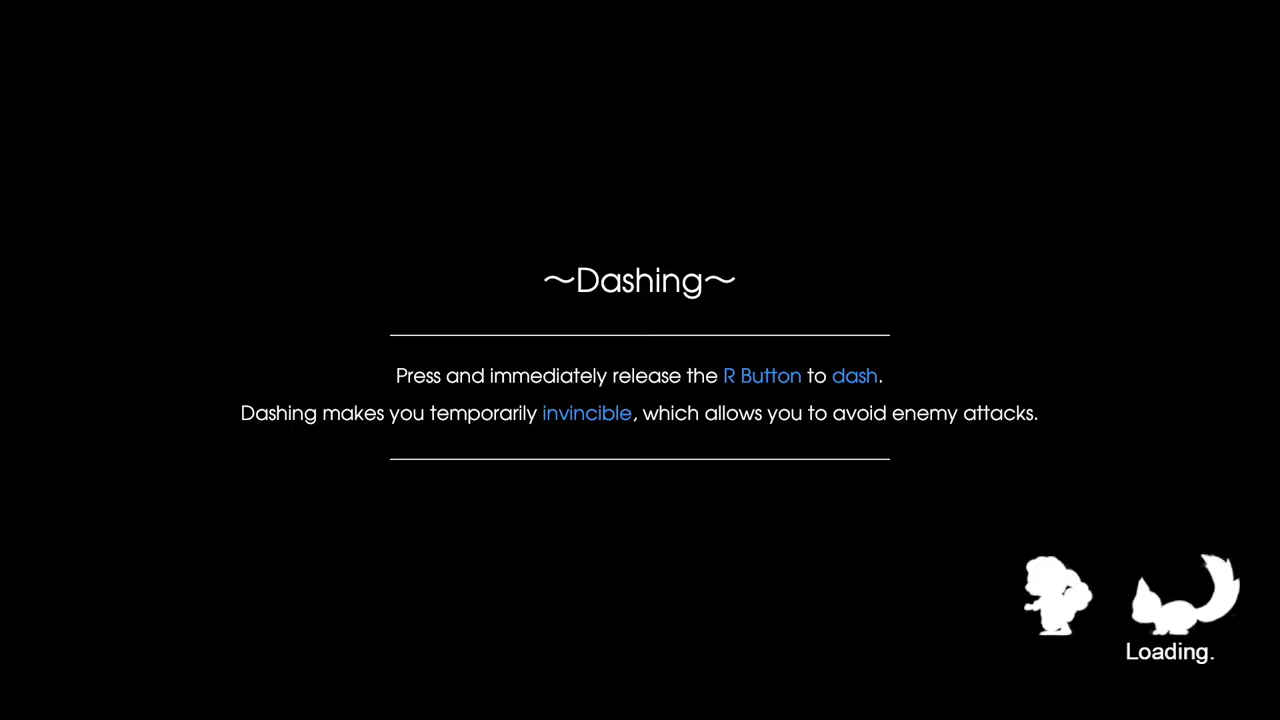 ～Dashing～
Press and immediately release the R Button to dash.
Dashing makes you temporarily invincible, which allows you to avoid enemy attacks.
Loading.